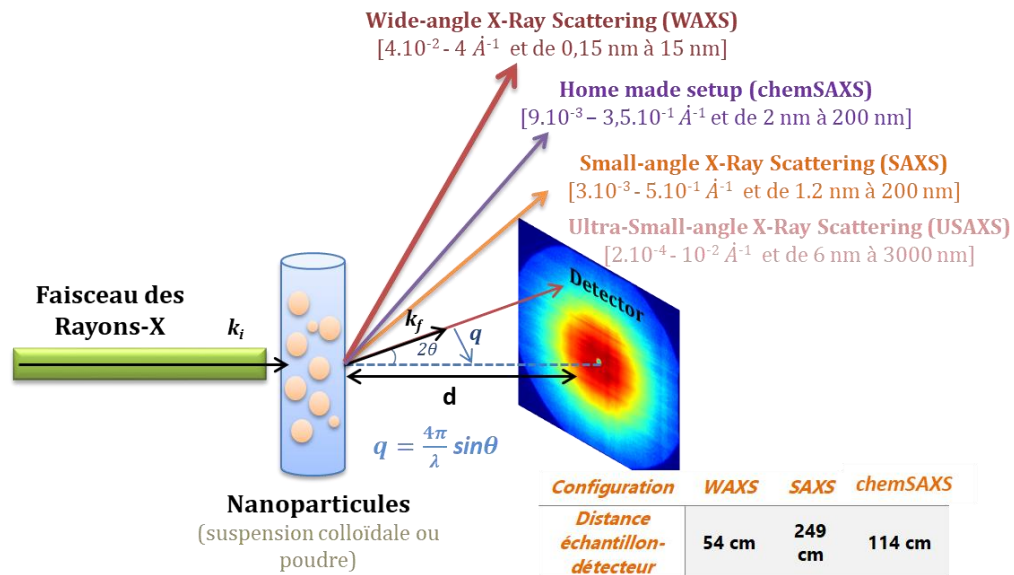 Wide-angle X-Ray Scattering (WAXS)
[4.10⁻² - 4 Ȧ⁻¹ et de 0,15 nm à 15 nm]
Home made setup (chemSAXS)
[9.10⁻³ – 3,5.10⁻¹ Ȧ⁻¹ et de 2 nm à 200 nm]
Small-angle X-Ray Scattering (SAXS)
[3.10⁻³ - 5.10⁻¹ Ȧ⁻¹ et de 1.2 nm à 200 nm]
Ultra-Small-angle X-Ray Scattering (USAXS)
[2.10⁻⁴ - 10⁻² Ȧ⁻¹ et de 6 nm à 3000 nm]
Detector
Faisceau des
Rayons-X
k_i
k_f
q
2θ
d
q = 4π/λ sinθ
Nanoparticules
(suspension colloïdale ou
poudre)
Configuration WAXS SAXS chemSAXS
Distance
échantillon-
détecteur
54 cm
249
cm
114 cm